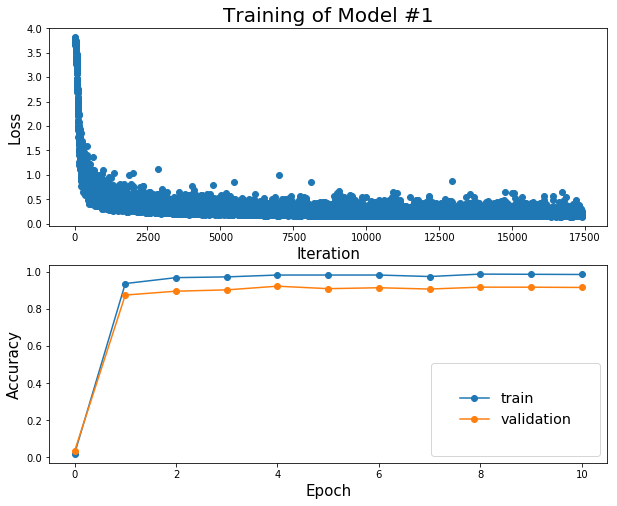 Training of Model #1
4.0
3.5
3.0
2.5
2.0
1.5
1.0
0.5
0.0
Loss
0 2500 5000 7500 10000 12500 15000 17500
Iteration
1.0
0.8
0.6
0.4
0.2
0.0
Accuracy
train
validation
0 2 4 6 8 10
Epoch